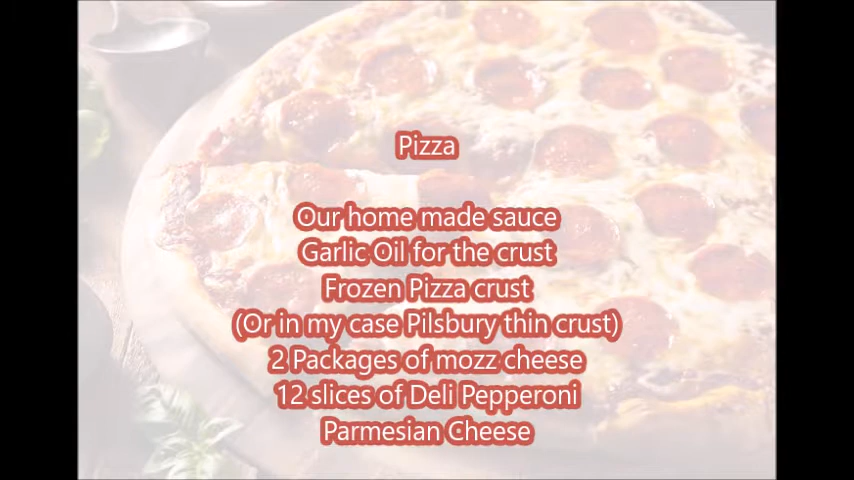 Pizza
Our home made sauce
Garlic Oil for the crust
Frozen Pizza crust
(Or in my case Pilsbury thin crust)
2 Packages of mozz cheese
12 slices of Deli Pepperoni
Parmesian Cheese